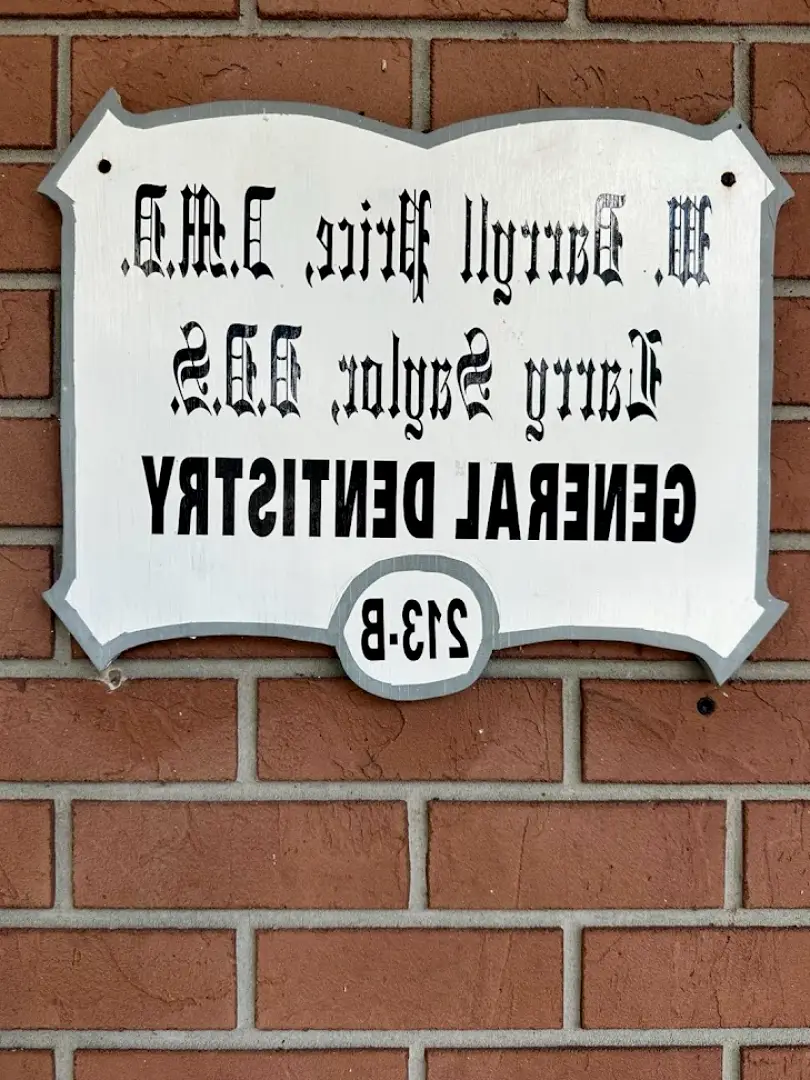 W. Darryll Price, D.M.D.
Larry Saylor, D.D.S.
GENERAL DENTISTRY
213-B